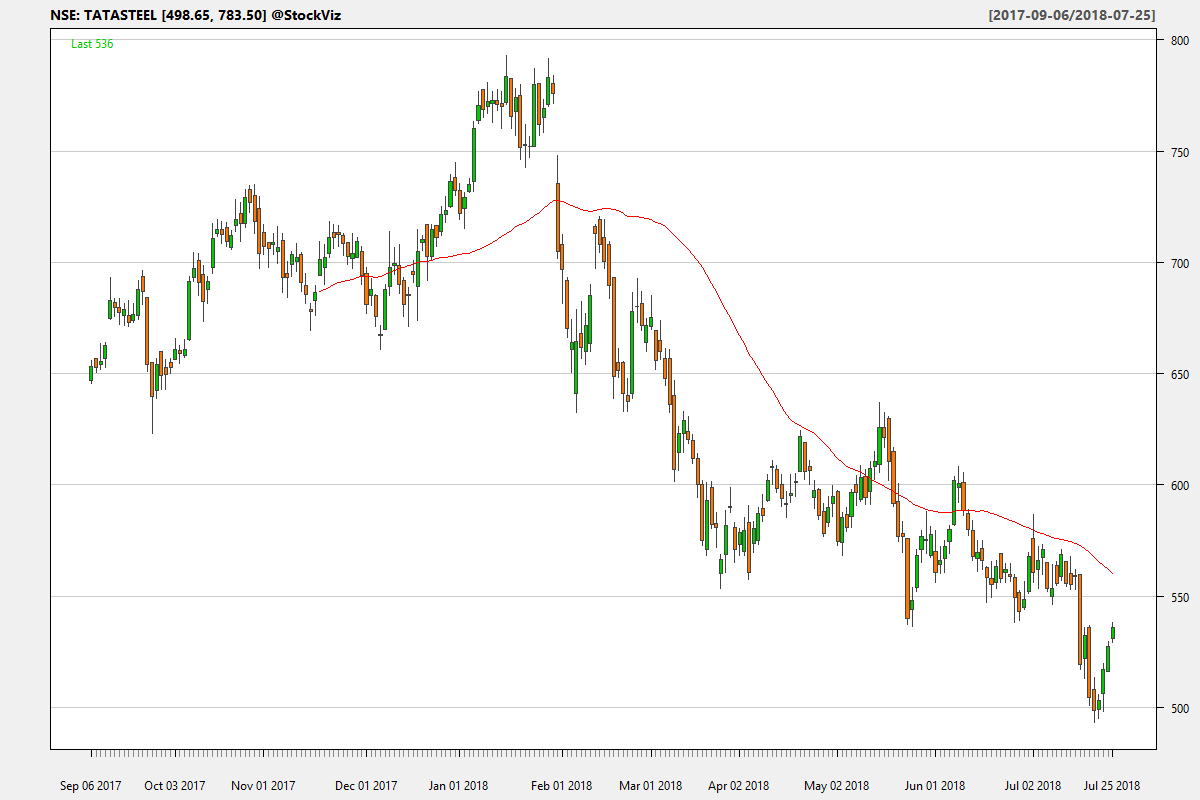 NSE: TATASTEEL [498.65, 783.50] @StockViz
[2017-09-06/2018-07-25]
Last 536
800
750
700
650
600
550
500
Sep 06 2017
Oct 03 2017
Nov 01 2017
Dec 01 2017
Jan 01 2018
Feb 01 2018
Mar 01 2018
Apr 02 2018
May 02 2018
Jun 01 2018
Jul 02 2018
Jul 25 2018